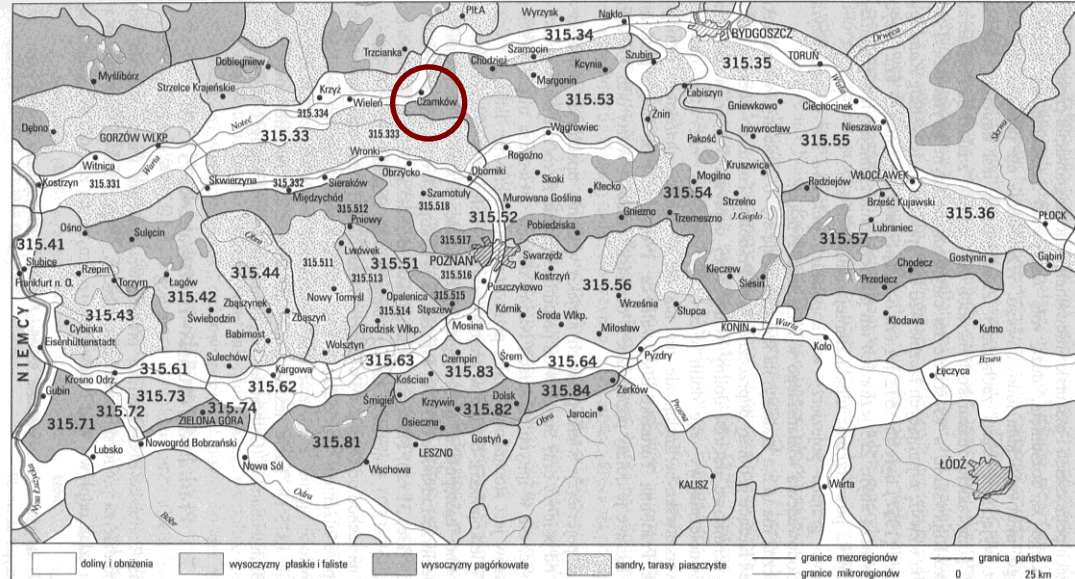 PIŁA
Wyrzysk
Nakło
315.34
BYDGOSZCZ
Drwęca
Trzcianka
Szamocin
Szubin
TORUŃ
Dobiegniew
Chodzież
Kcynia
315.35
Myślibórz
Margonin
Wisła
Strzelce Krajeńskie
Krzyż
Wieleń
Czarnków
315.53
Łabiszyn
Gniewkowo
Ciechocinek
315.334
Noteć
Żnin
Nieszawa
Dębno
GORZÓW WLKP.
315.33
315.333
Wągrowiec
Pakość
Inowrocław
315.55
Skrwa
Warta
Wronki
Rogoźno
Witnica
Obrzycko
Oborniki
Skoki
Kruszwica
WŁOCŁAWEK
Kostrzyn
315.331
Skwierzyna
315.332
Sieraków
Kłecko
Mogilno
Radziejów
Międzychód
Szamotuły
Murowana Goślina
315.54
Strzelno
Brześć Kujawski
315.36
315.518
315.512
315.52
Gniezno
Trzemeszno
J.Gopło
Lubraniec
PŁOCK
315.41
Ośno
Sulęcin
Pniewy
Pobiedziska
315.57
Obra
315.517
Słubice
Lwówek
POZNAŃ
Swarzędz
Chodecz
Gostynin
Gąbin
Frankfurt n. O.
Rzepin
Torzym
Łagów
315.44
315.511
315.51
315.516
Kostrzyń
Kleczew
Ślesin
Przedecz
315.513
Puszczykowo
315.56
315.42
Zbąszynek
Nowy Tomyśl
Opalenica
315.515
Września
315.43
Świebodzin
Zbąszyń
315.514
Stęszew
Kórnik
Środa Wlkp.
Słupca
Kłodawa
Cybinka
Babimost
Grodzisk Wlkp.
Mosina
Miłosław
KONIN
Warta
Kutno
Eisenhüttenstadt
Wolsztyn
Koło
NIEMCY
Sulechów
315.63
Czempin
Śrem
315.64
Pyzdry
Bzura
315.61
Kargowa
315.83
Krosno Odrz.
315.62
Kościan
Łęczyca
Gubin
315.73
Śmigiel
Dolsk
315.84
Żerków
315.72
315.74
Krzywin
315.82
Obra
Jarocin
Prosna
315.71
ZIELONA GÓRA
Osieczna
Nowogród Bobrzański
315.81
Gostyń
Lubsko
LESZNO
Nowa Sól
Wschowa
KALISZ
ŁÓDŹ
Nysa Łużycka
Odra
Warta
Bóbr
doliny i obniżenia
wysoczyzny płaskie i faliste
wysoczyzny pagórkowate
sandry, tarasy piaszczyste
granice mezoregionów
granica państwa
granice mikroregionów
0 25 km